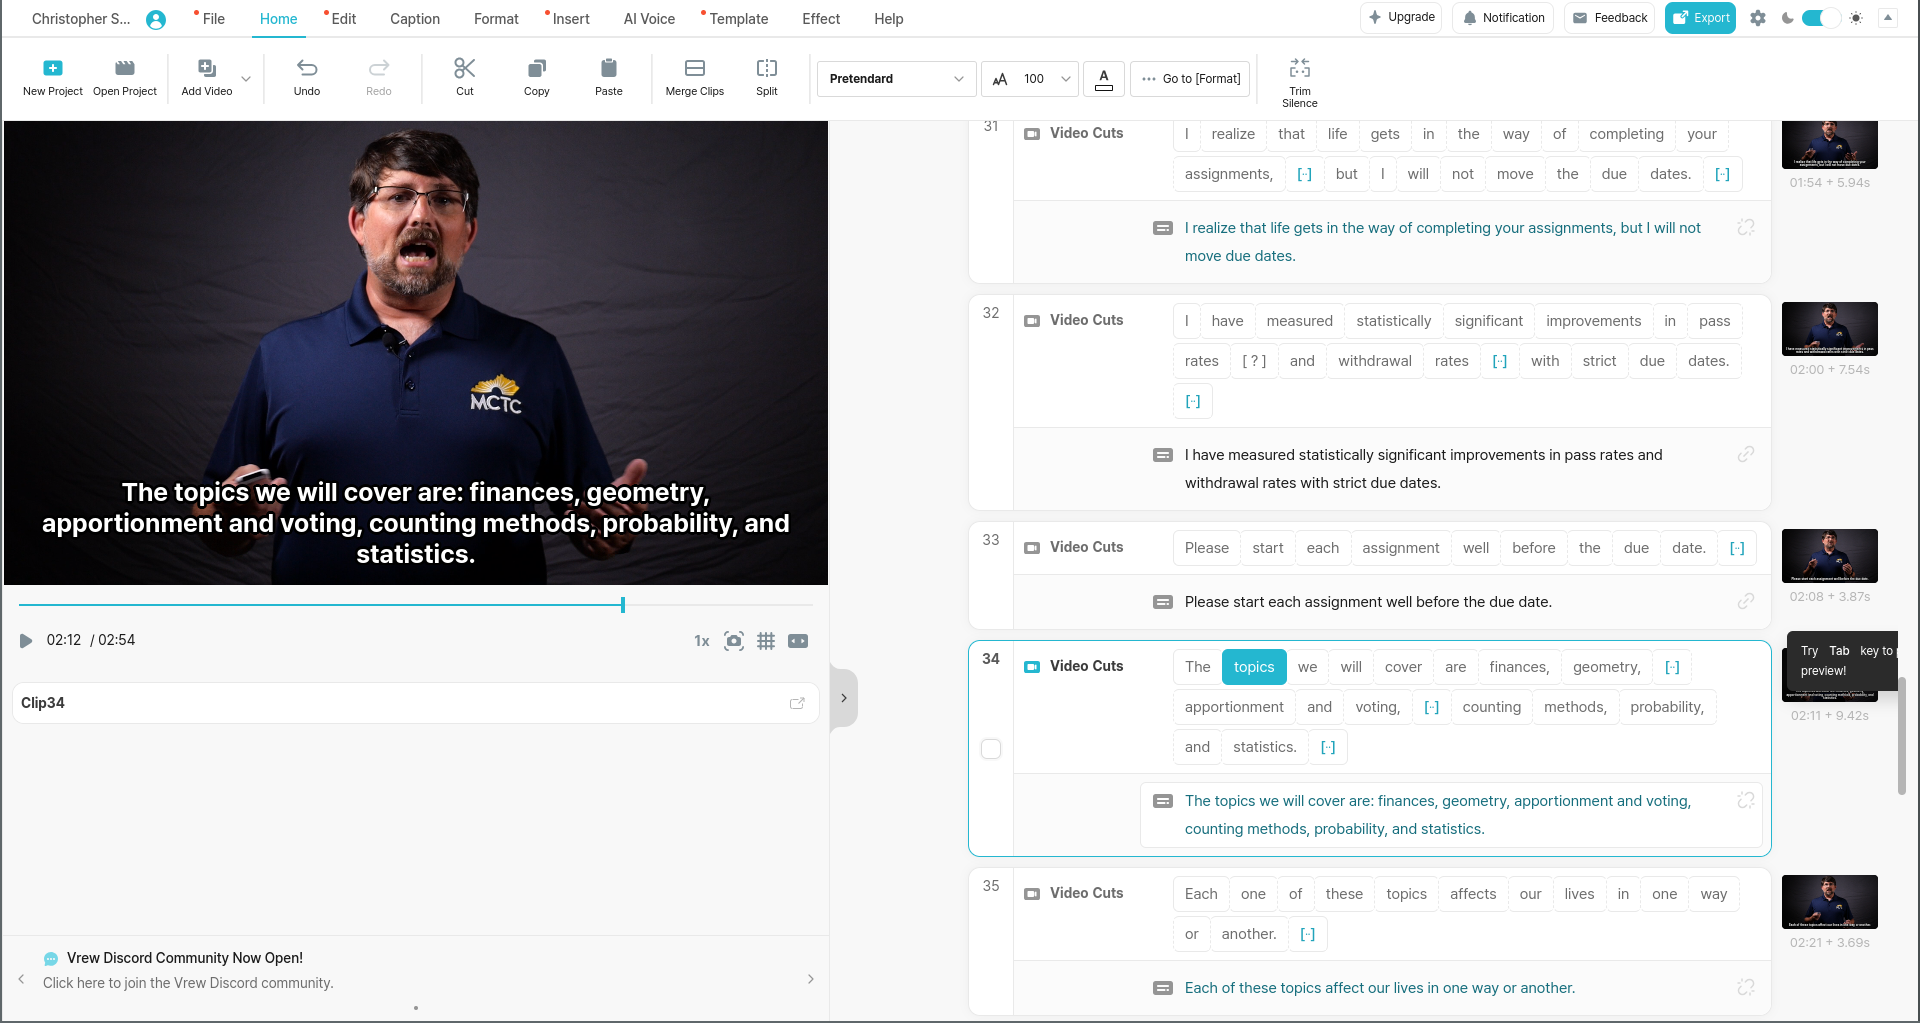 Christopher S...
File
Home
Edit
Caption
Format
Insert
AI Voice
Template
Effect
Help
Upgrade
Notification
Feedback
Export
New Project
Open Project
Add Video
Undo
Redo
Cut
Copy
Paste
Merge Clips
Split
Pretendard
AA 100
A
··· Go to [Format]
Trim
Silence
MCTC
The topics we will cover are: finances, geometry,
apportionment and voting, counting methods, probability, and
statistics.
02:12 / 02:54
1x
Clip34
Vrew Discord Community Now Open!
Click here to join the Vrew Discord community.
31
Video Cuts
I realize that life gets in the way of completing your
assignments, [··] but I will not move the due dates. [··]
I realize that life gets in the way of completing your assignments, but I will not
move due dates.
01:54 + 5.94s
32
Video Cuts
I have measured statistically significant improvements in pass
rates [ ? ] and withdrawal rates [··] with strict due dates.
[··]
I have measured statistically significant improvements in pass rates and
withdrawal rates with strict due dates.
02:00 + 7.54s
33
Video Cuts
Please start each assignment well before the due date. [··]
Please start each assignment well before the due date.
02:08 + 3.87s
34
Video Cuts
The topics we will cover are finances, geometry, [··]
apportionment and voting, [··] counting methods, probability,
and statistics. [··]
The topics we will cover are: finances, geometry, apportionment and voting,
counting methods, probability, and statistics.
Try Tab key to
preview!
02:11 + 9.42s
35
Video Cuts
Each one of these topics affects our lives in one way
or another. [··]
Each of these topics affect our lives in one way or another.
02:21 + 3.69s